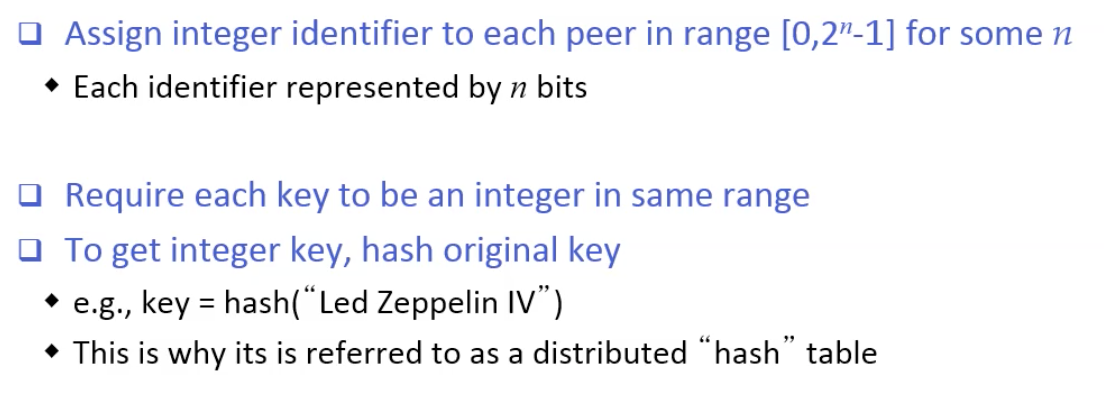 ❑ Assign integer identifier to each peer in range [0,2ⁿ-1] for some n
◆ Each identifier represented by n bits
❑ Require each key to be an integer in same range
❑ To get integer key, hash original key
◆ e.g., key = hash(“Led Zeppelin IV”)
◆ This is why its is referred to as a distributed “hash” table